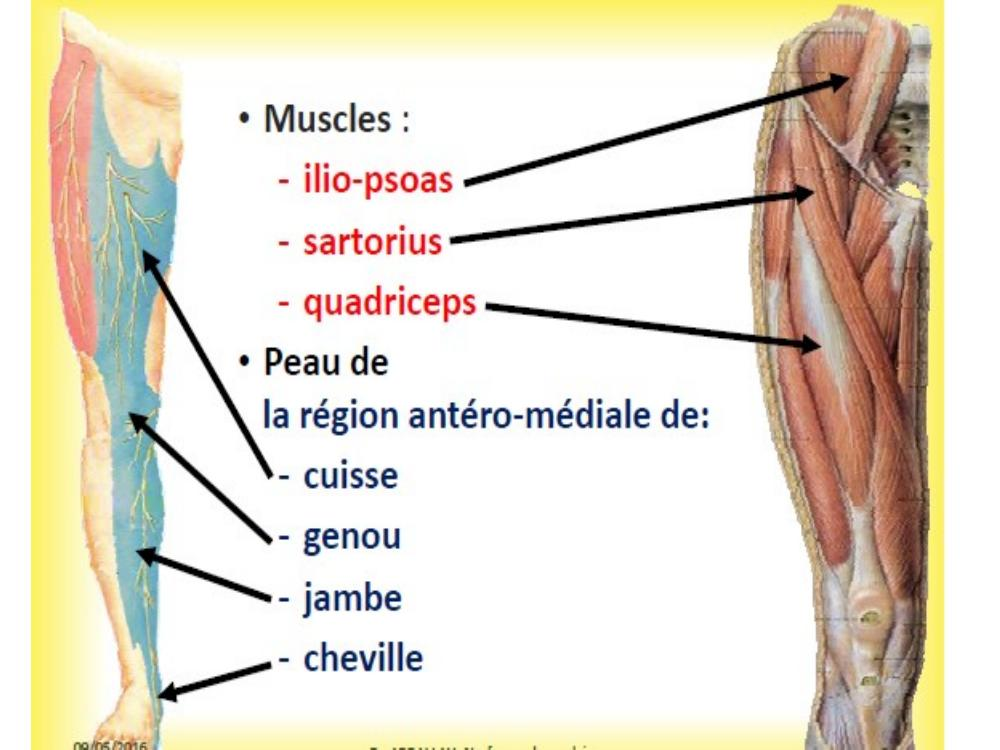 • Muscles :
- ilio-psoas
- sartorius
- quadriceps
• Peau de
la région antéro-médiale de:
- cuisse
- genou
- jambe
- cheville
09/05/2016